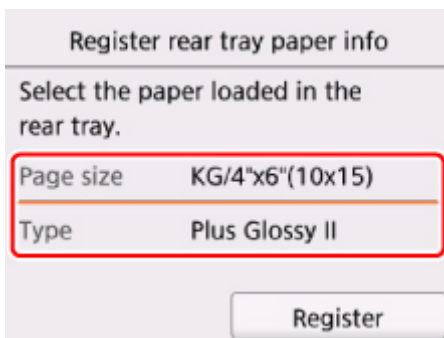 Register rear tray paper info
Select the paper loaded in the
rear tray.
Page size KG/4"x6"(10x15)
Type Plus Glossy II
Register